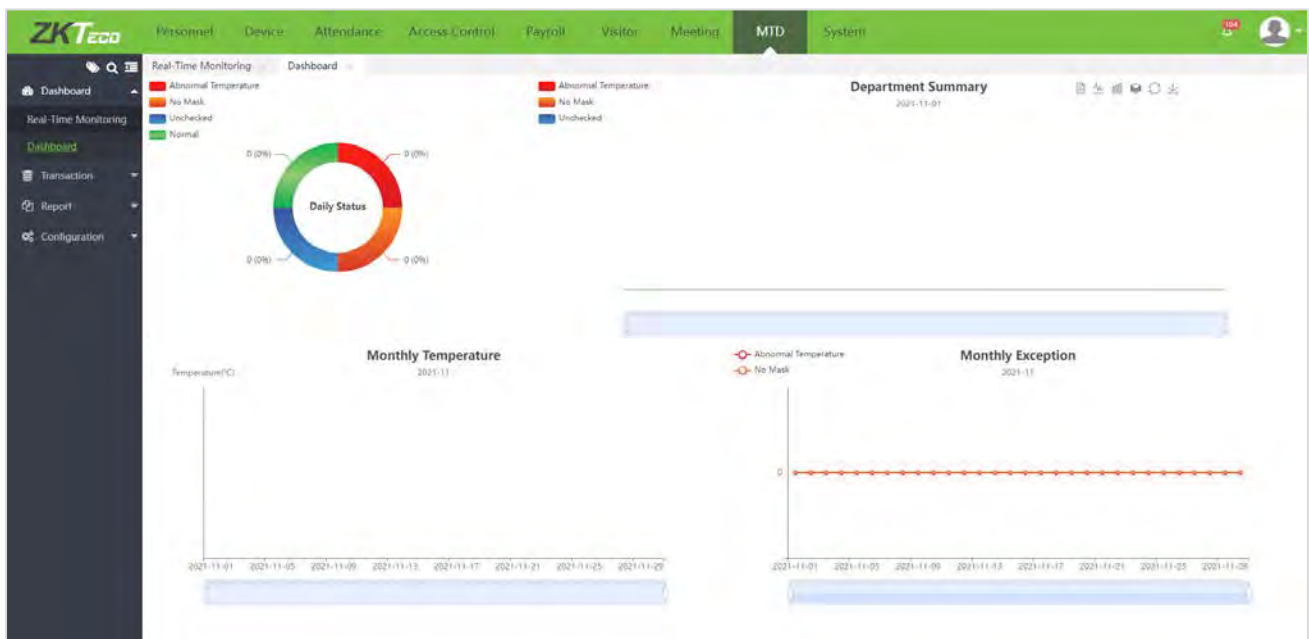 ZKTECO
Personnel Device Attendance Access Control Payroll Visitor Meeting MTD System
104
Real-Time Monitoring Dashboard
Dashboard
Real-Time Monitoring
Dashboard
Transaction
Report
Configuration
Abnormal Temperature
No Mask
Unchecked
Normal
0 (0%) 0 (0%)
Daily Status
0 (0%) 0 (0%)
Abnormal Temperature
No Mask
Unchecked
Department Summary
2021-11-01
Monthly Temperature
2021-11
Temperature(°C)
2021-11-01 2021-11-05 2021-11-09 2021-11-13 2021-11-17 2021-11-21 2021-11-25 2021-11-29
Abnormal Temperature
No Mask
Monthly Exception
2021-11
0
2021-11-01 2021-11-05 2021-11-09 2021-11-13 2021-11-17 2021-11-21 2021-11-25